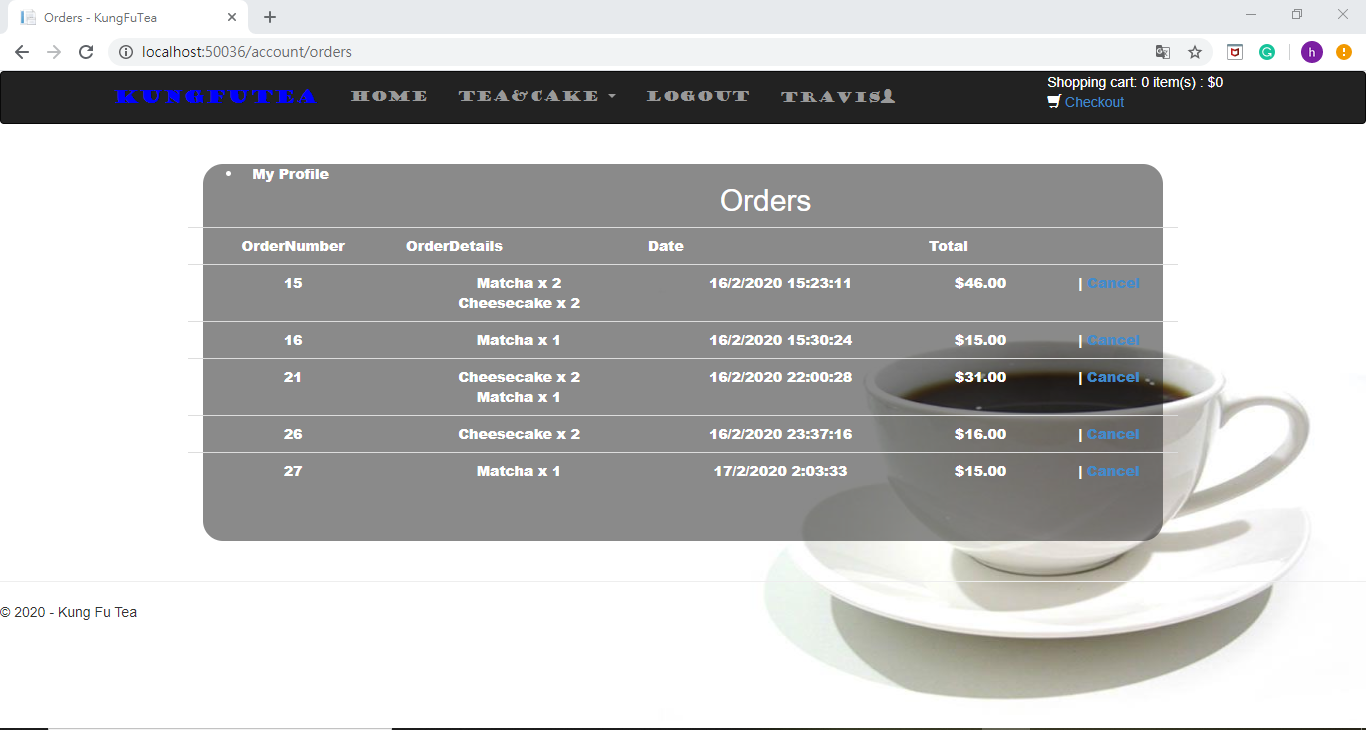 Orders - KungFuTea
localhost:50036/account/orders
h
KUNGFUTEA HOME TEA&CAKE LOGOUT TRAVIS
Shopping cart: 0 item(s) : $0
Checkout
• My Profile
Orders
OrderNumber OrderDetails Date Total
15 Matcha x 2 16/2/2020 15:23:11 $46.00 | Cancel
Cheesecake x 2
16 Matcha x 1 16/2/2020 15:30:24 $15.00 | Cancel
21 Cheesecake x 2 16/2/2020 22:00:28 $31.00 | Cancel
Matcha x 1
26 Cheesecake x 2 16/2/2020 23:37:16 $16.00 | Cancel
27 Matcha x 1 17/2/2020 2:03:33 $15.00 | Cancel
© 2020 - Kung Fu Tea